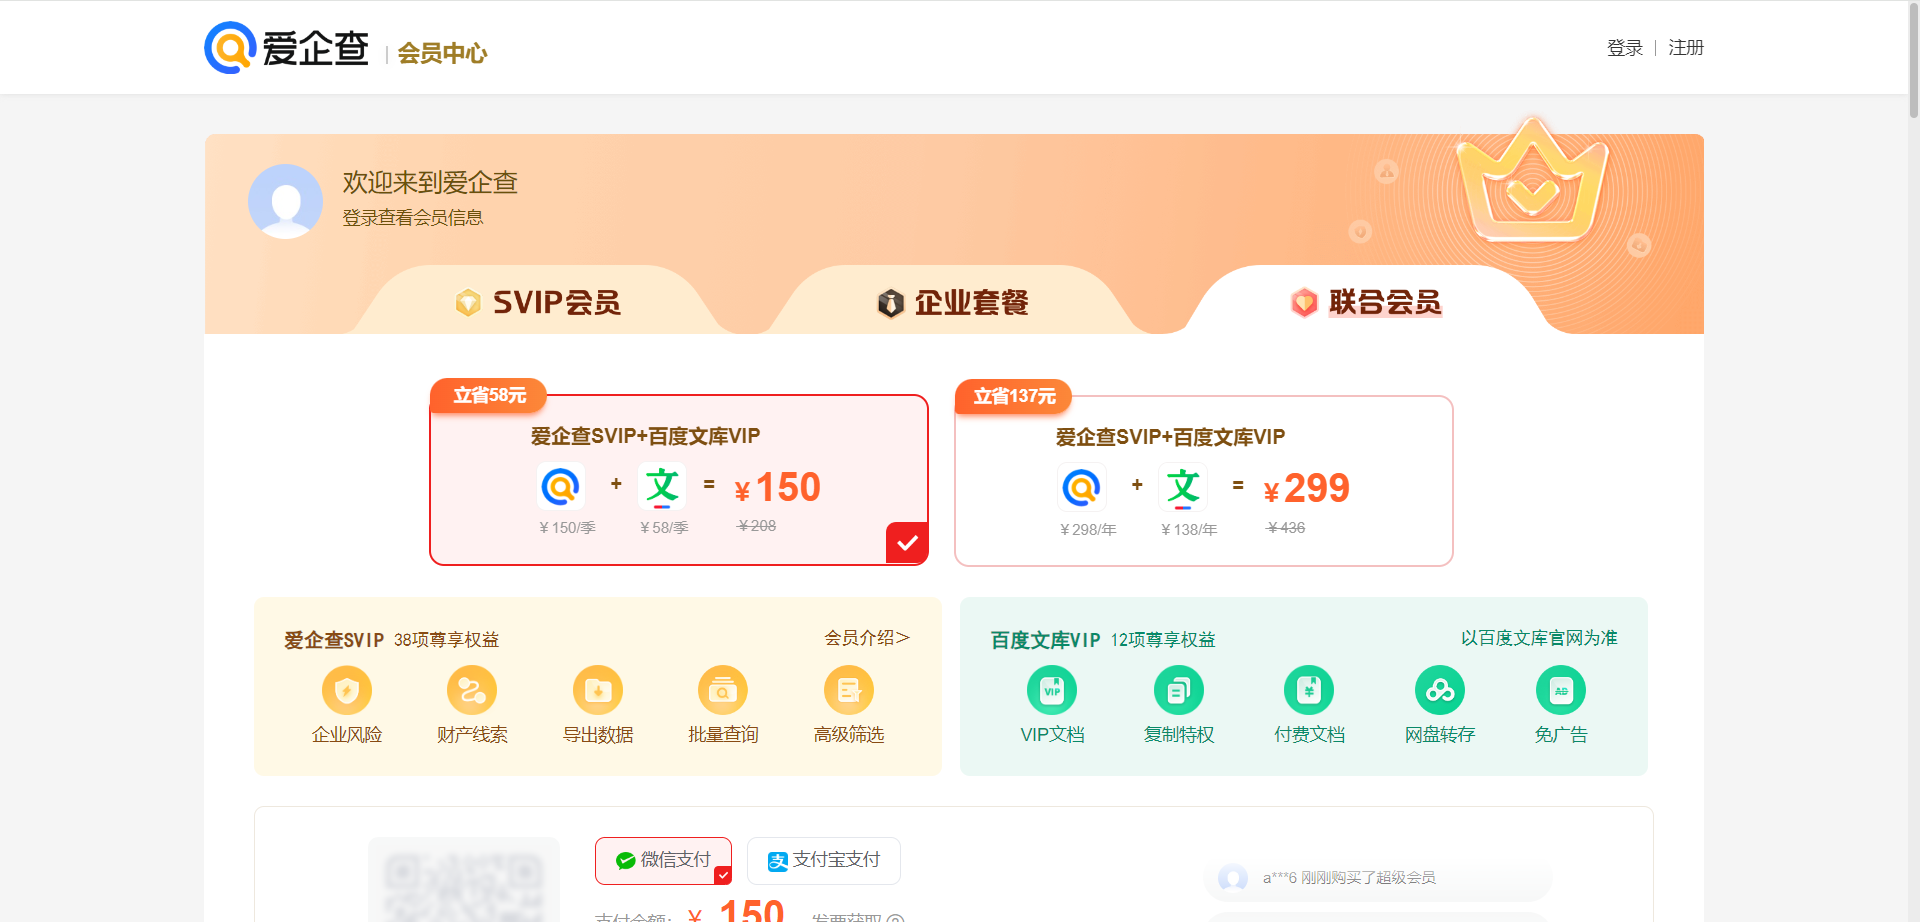 爱企查 | 会员中心
登录 | 注册
欢迎来到爱企查
登录查看会员信息
SVIP会员
企业套餐
联合会员
立省58元
爱企查SVIP+百度文库VIP
+ 文 = ¥150
¥150/季 ¥58/季 ¥208
立省137元
爱企查SVIP+百度文库VIP
+ 文 = ¥299
¥298/年 ¥138/年 ¥436
爱企查SVIP 38项尊享权益 会员介绍>
企业风险 财产线索 导出数据 批量查询 高级筛选
百度文库VIP 12项尊享权益 以百度文库官网为准
VIP ¥ AD
VIP文档 复制特权 付费文档 网盘转存 免广告
微信支付 支 支付宝支付
a***6 刚刚购买了超级会员
支付金额: ¥ 150 发票获取